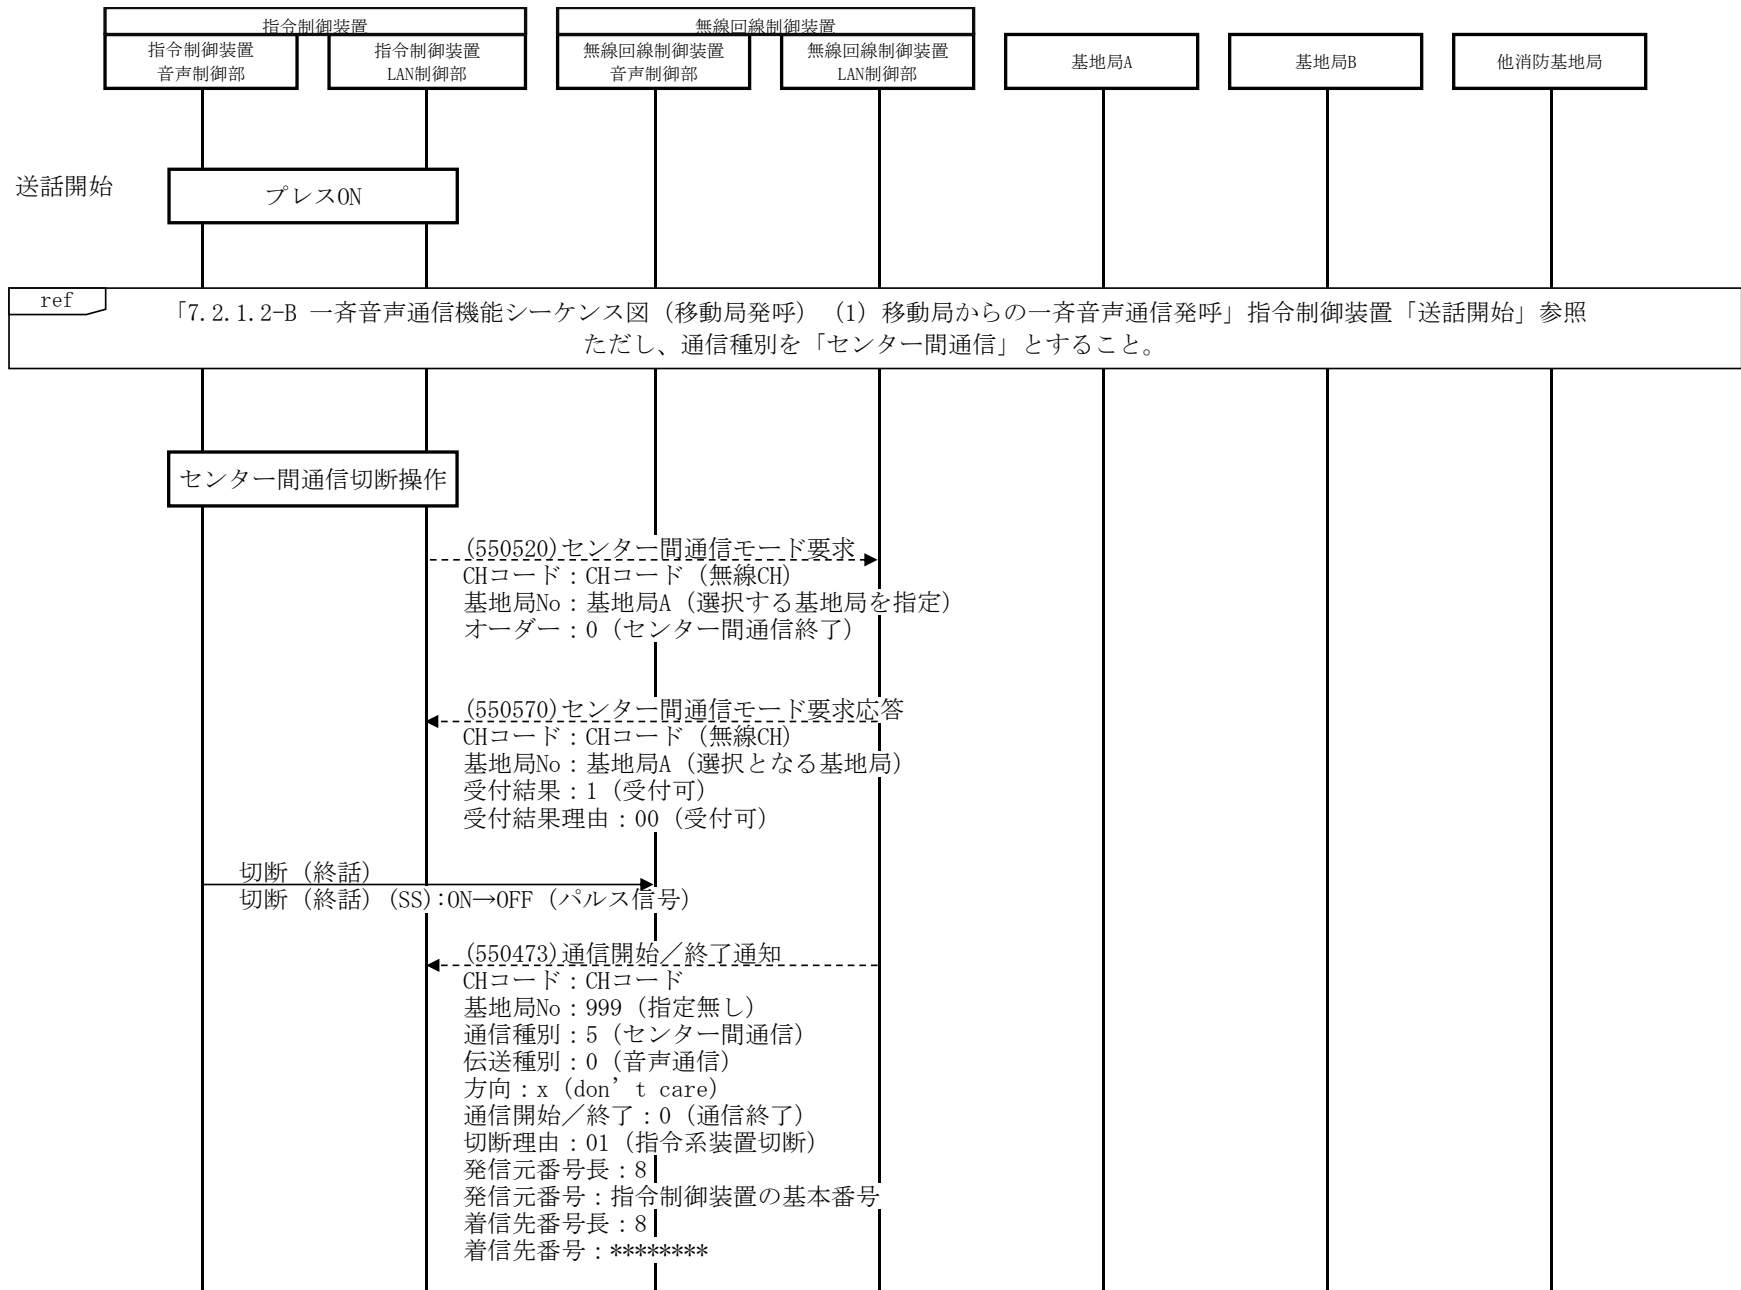 指令制御装置
無線回線制御装置
指令制御装置
音声制御部
指令制御装置
LAN制御部
無線回線制御装置
音声制御部
無線回線制御装置
LAN制御部
基地局A
基地局B
他消防基地局
送話開始
プレスON
ref
「7.2.1.2-B 一斉音声通信機能シーケンス図（移動局発呼）（1）移動局からの一斉音声通信発呼」指令制御装置「送話開始」参照
ただし、通信種別を「センター間通信」とすること。
センター間通信切断操作
(550520)センター間通信モード要求
CHコード：CHコード（無線CH）
基地局No：基地局A（選択する基地局を指定）
オーダー：0（センター間通信終了）
(550570)センター間通信モード要求応答
CHコード：CHコード（無線CH）
基地局No：基地局A（選択となる基地局）
受付結果：1（受付可）
受付結果理由：00（受付可）
切断（終話）
切断（終話）(SS):ON→OFF（パルス信号）
(550473)通信開始／終了通知
CHコード：CHコード
基地局No：999（指定無し）
通信種別：5（センター間通信）
伝送種別：0（音声通信）
方向：x（don’t care）
通信開始／終了：0（通信終了）
切断理由：01（指令系装置切断）
発信元番号長：8
発信元番号：指令制御装置の基本番号
着信先番号長：8
着信先番号：********